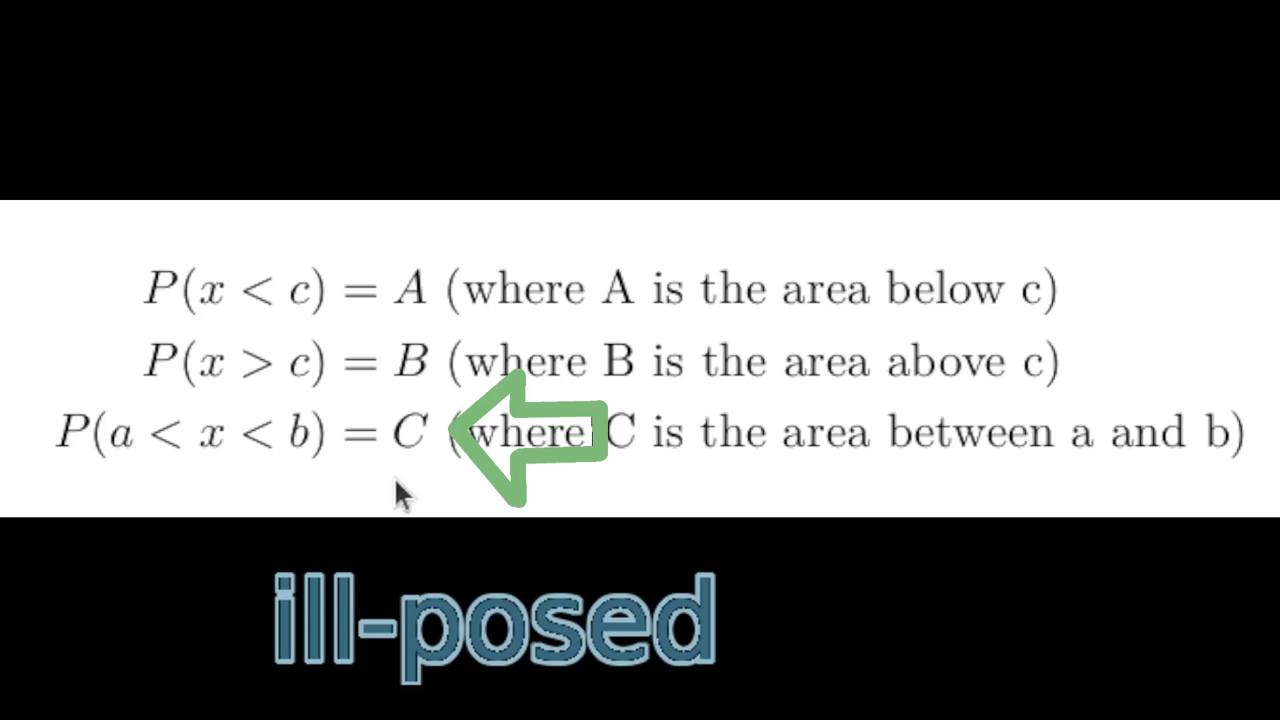 P(x < c) = A (where A is the area below c)
P(x > c) = B (where B is the area above c)
P(a < x < b) = C (where C is the area between a and b)
ill-posed